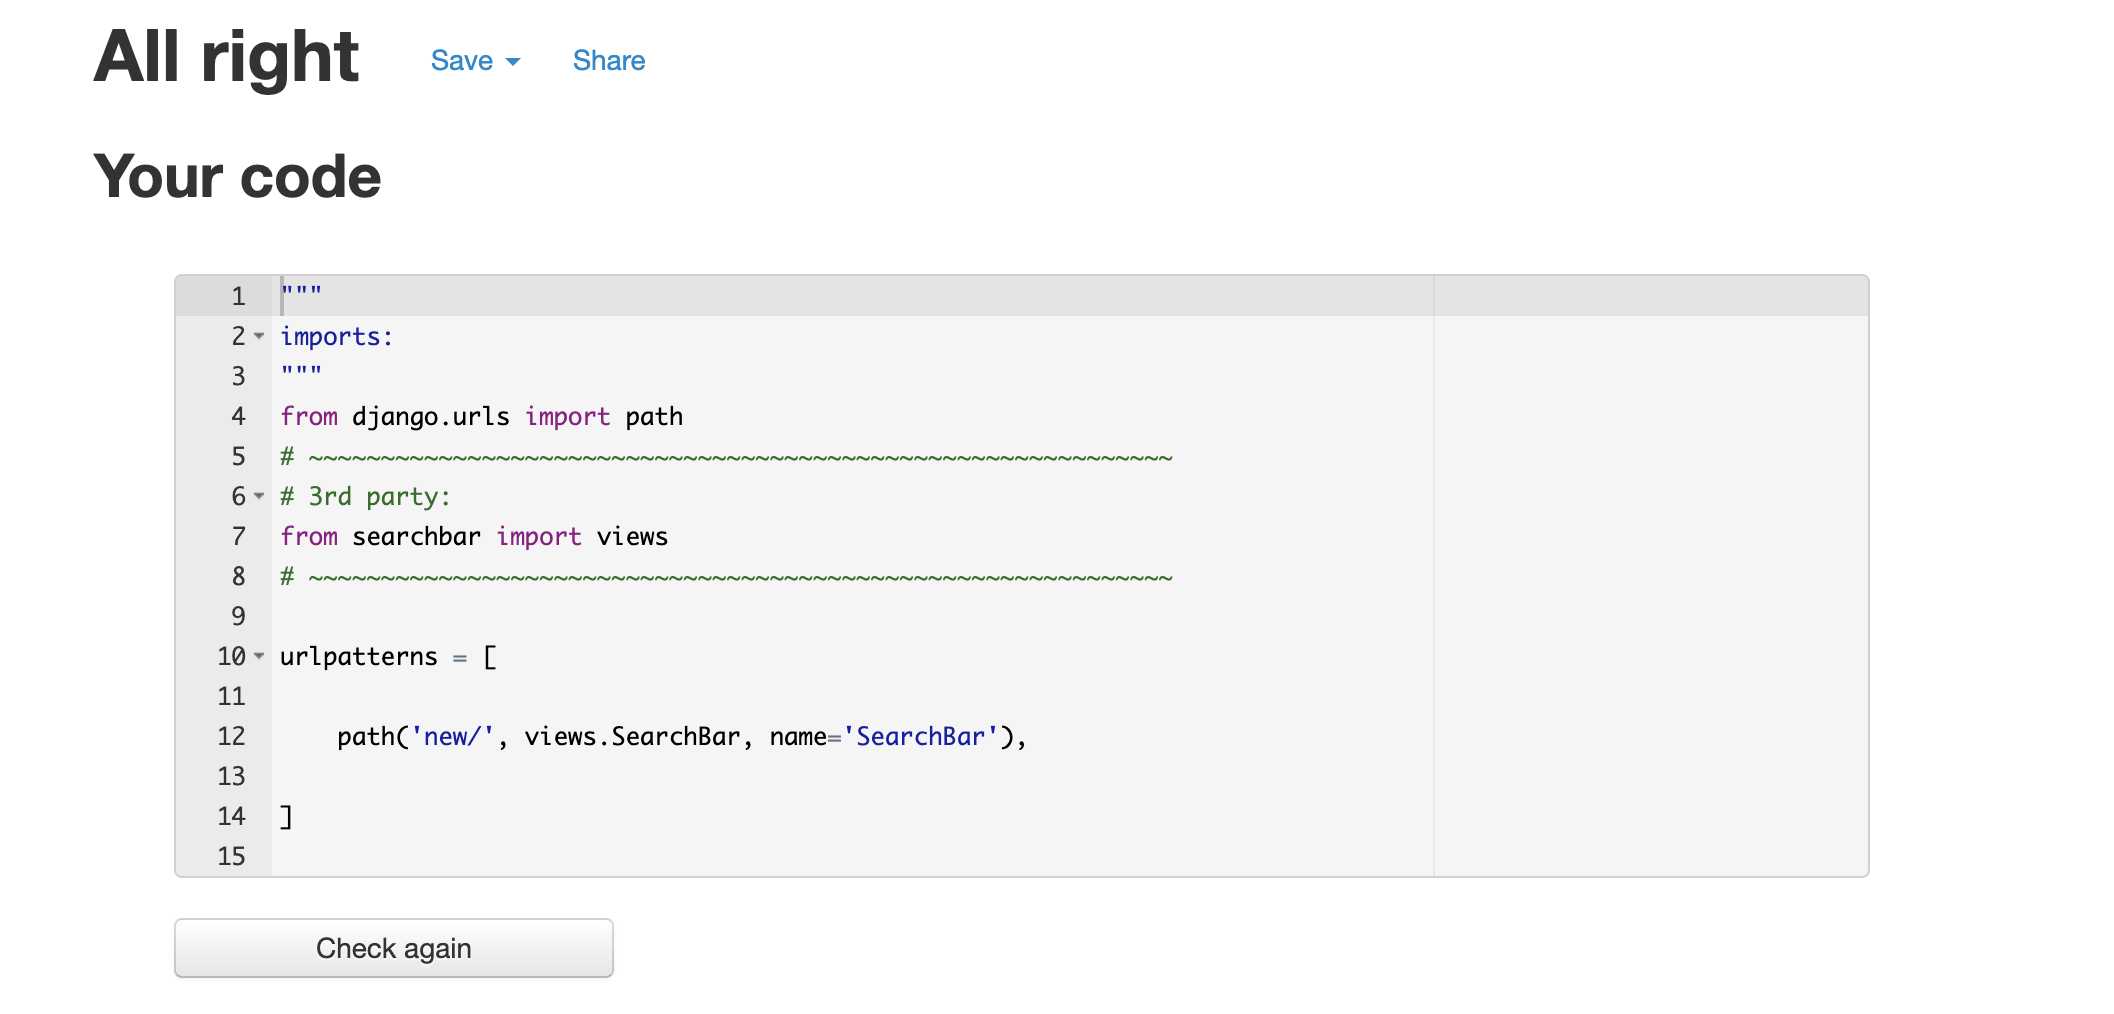 All right Save Share
Your code
1 """
2 imports:
3 """
4 from django.urls import path
5 # ~~~~~~~~~~~~~~~~~~~~~~~~~~~~~~~~~~~~~~~~~~~~~~~~~~~~~~~~~~~~
6 # 3rd party:
7 from searchbar import views
8 # ~~~~~~~~~~~~~~~~~~~~~~~~~~~~~~~~~~~~~~~~~~~~~~~~~~~~~~~~~~~~
9
10 urlpatterns = [
11
12     path('new/', views.SearchBar, name='SearchBar'),
13
14 ]
15
Check again